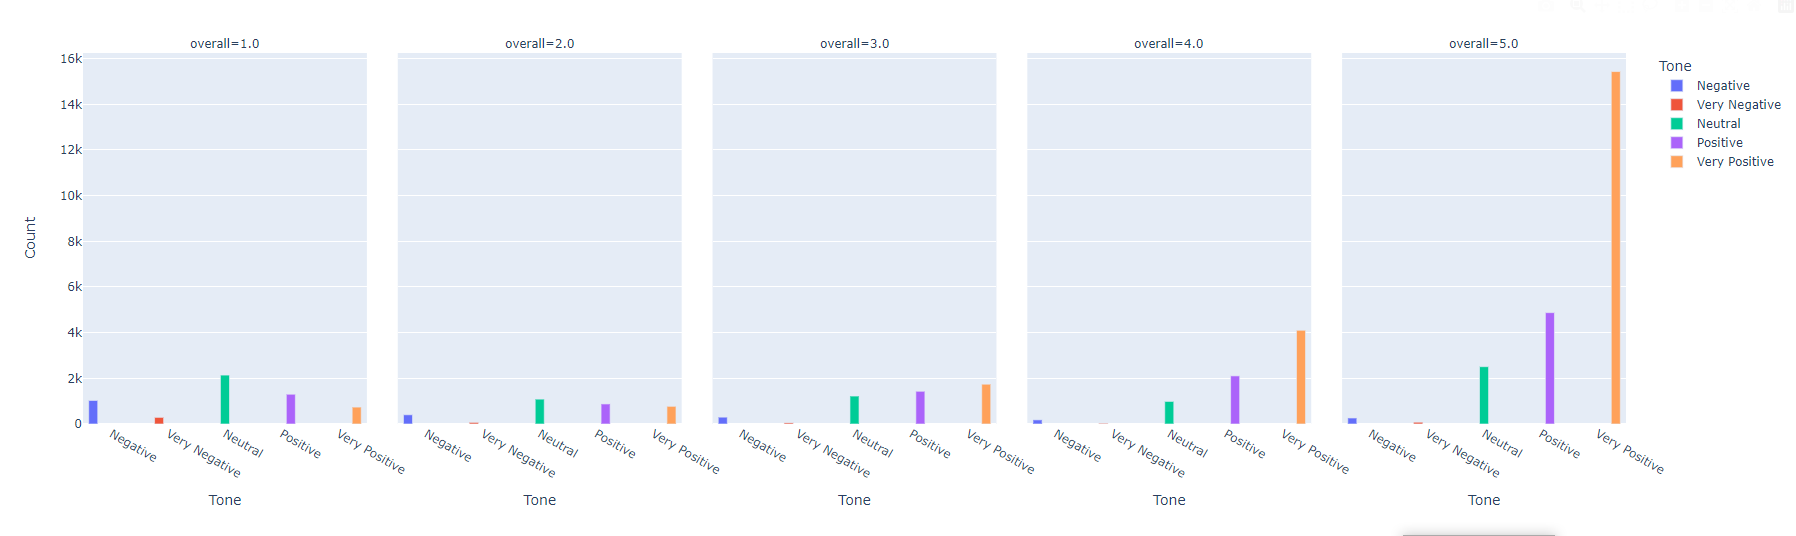 overall=1.0
overall=2.0
overall=3.0
overall=4.0
overall=5.0
16k
14k
12k
10k
8k
6k
4k
2k
0
Count
Negative
Very Negative
Neutral
Positive
Very Positive
Negative
Very Negative
Neutral
Positive
Very Positive
Negative
Very Negative
Neutral
Positive
Very Positive
Negative
Very Negative
Neutral
Positive
Very Positive
Negative
Very Negative
Neutral
Positive
Very Positive
Tone
Tone
Tone
Tone
Tone
Tone
Negative
Very Negative
Neutral
Positive
Very Positive